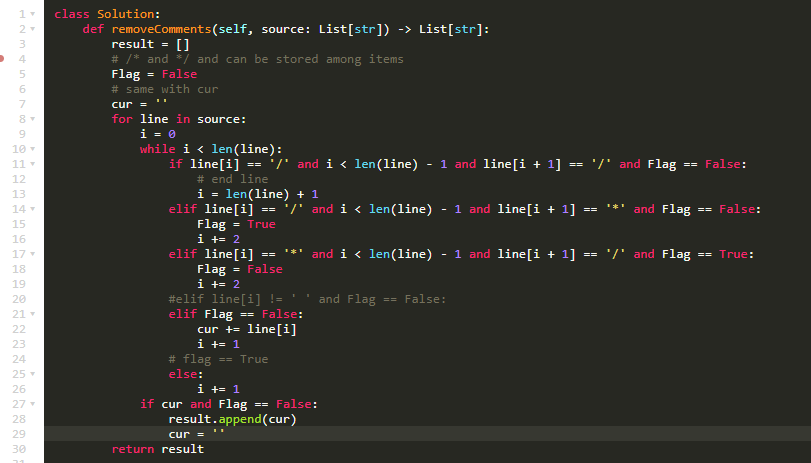 1 class Solution:
2     def removeComments(self, source: List[str]) -> List[str]:
3         result = []
4         # /* and */ and can be stored among items
5         Flag = False
6         # same with cur
7         cur = ''
8         for line in source:
9             i = 0
10             while i < len(line):
11                 if line[i] == '/' and i < len(line) - 1 and line[i + 1] == '/' and Flag == False:
12                     # end line
13                     i = len(line) + 1
14                 elif line[i] == '/' and i < len(line) - 1 and line[i + 1] == '*' and Flag == False:
15                     Flag = True
16                     i += 2
17                 elif line[i] == '*' and i < len(line) - 1 and line[i + 1] == '/' and Flag == True:
18                     Flag = False
19                     i += 2
20                 #elif line[i] != ' ' and Flag == False:
21                 elif Flag == False:
22                     cur += line[i]
23                     i += 1
24                 # flag == True
25                 else:
26                     i += 1
27             if cur and Flag == False:
28                 result.append(cur)
29                 cur = ''
30         return result
31